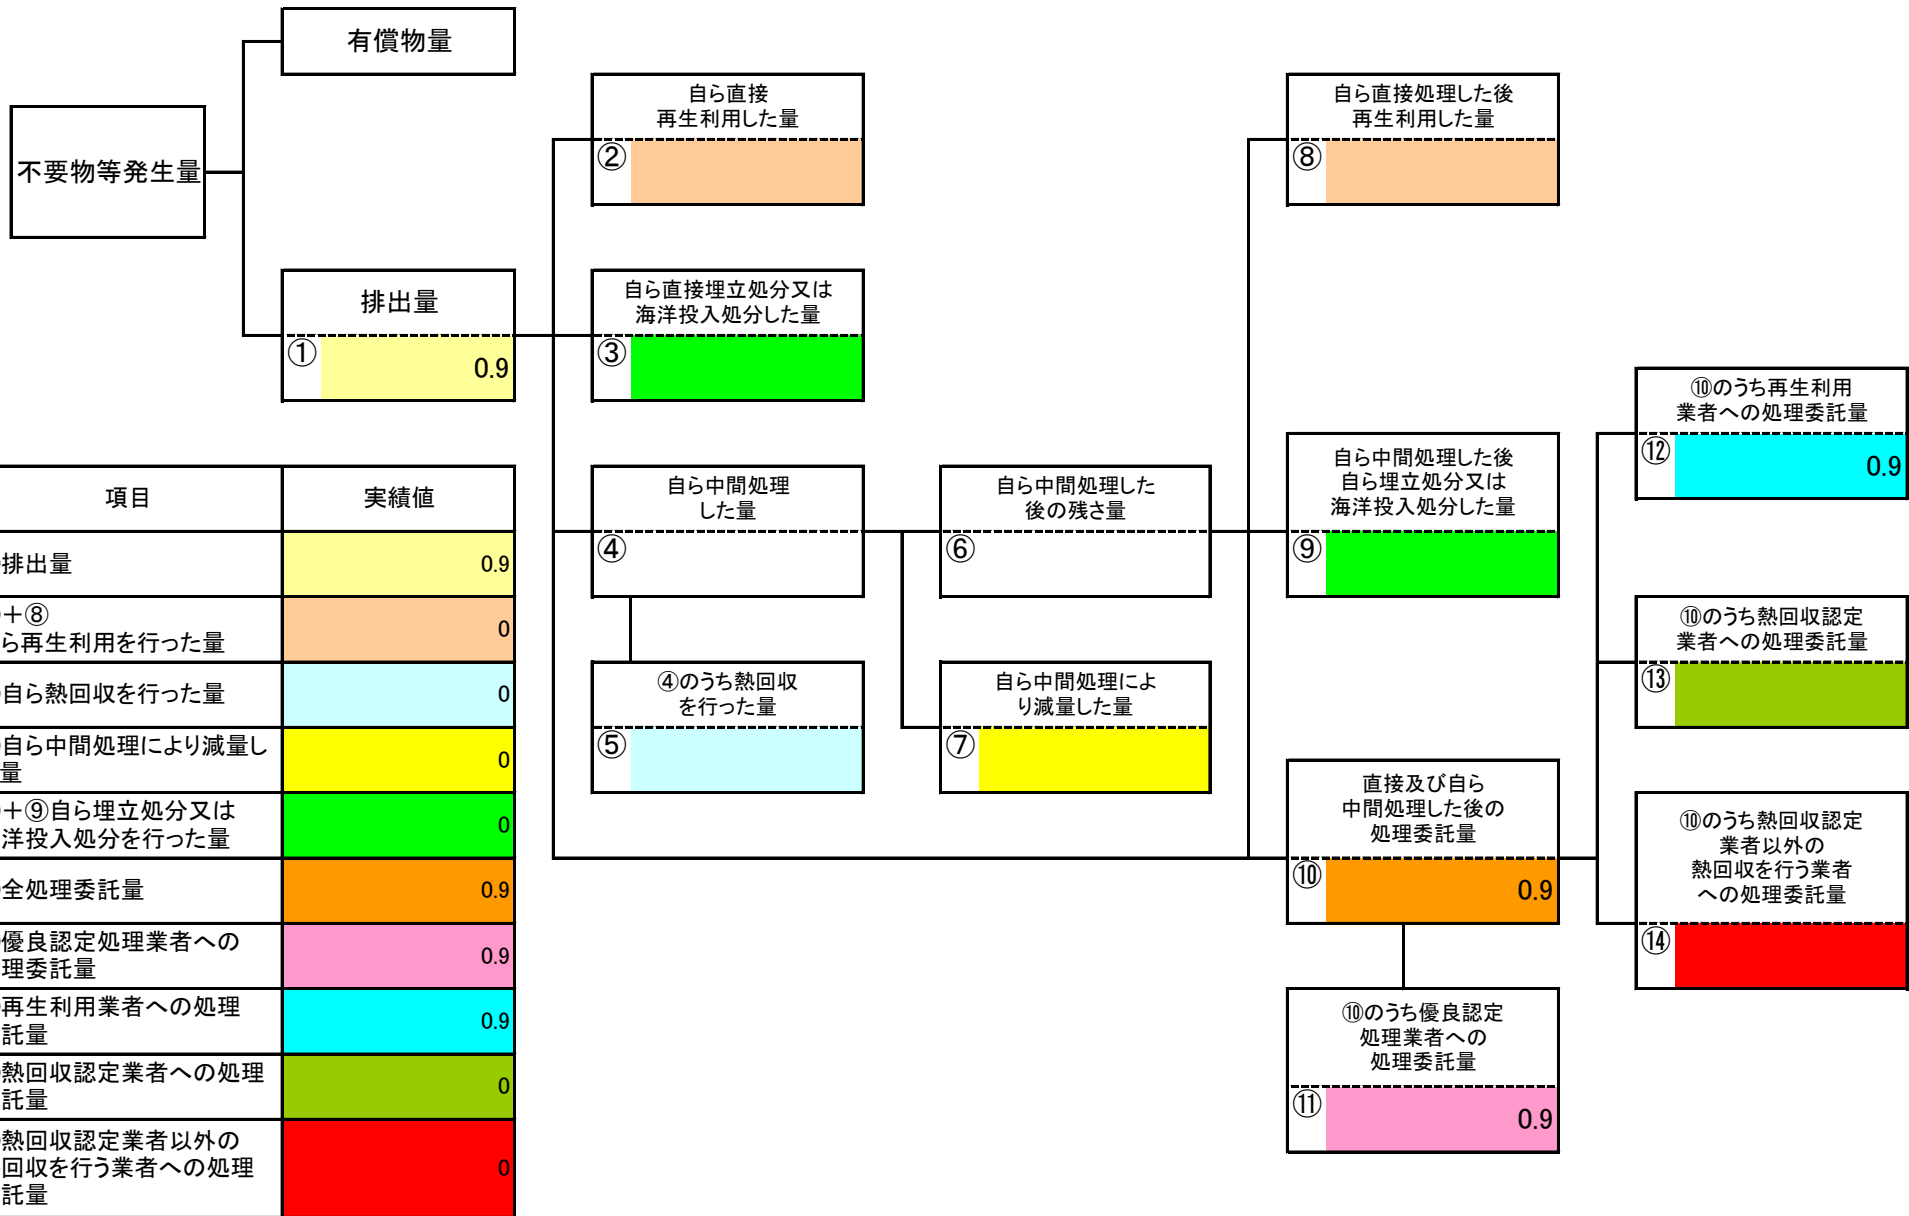 有償物量
不要物等発生量
排出量
①
0.9
自ら直接
再生利用した量
②
自ら直接埋立処分又は
海洋投入処分した量
③
自ら中間処理
した量
④
④のうち熱回収
を行った量
⑤
自ら中間処理した
後の残さ量
⑥
自ら中間処理によ
り減量した量
⑦
自ら直接処理した後
再生利用した量
⑧
自ら中間処理した後
自ら埋立処分又は
海洋投入処分した量
⑨
直接及び自ら
中間処理した後の
処理委託量
⑩
0.9
⑩のうち優良認定
処理業者への
処理委託量
⑪
0.9
⑩のうち再生利用
業者への処理委託量
⑫
0.9
⑩のうち熱回収認定
業者への処理委託量
⑬
⑩のうち熱回収認定
業者以外の
熱回収を行う業者
への処理委託量
⑭
項目
実績値
排出量
0.9
+⑧
ら再生利用を行った量
0
自ら熱回収を行った量
0
自ら中間処理により減量し
量
0
+⑨自ら埋立処分又は
洋投入処分を行った量
0
全処理委託量
0.9
優良認定処理業者への
理委託量
0.9
再生利用業者への処理
託量
0.9
熱回収認定業者への処理
託量
0
熱回収認定業者以外の
回収を行う業者への処理
託量
0